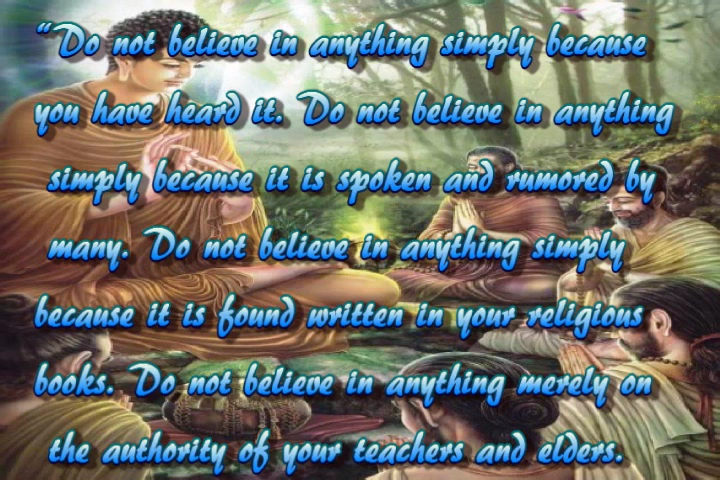 “Do not believe in anything simply because
you have heard it. Do not believe in anything
simply because it is spoken and rumored by
many. Do not believe in anything simply
because it is found written in your religious
books. Do not believe in anything merely on
the authority of your teachers and elders.